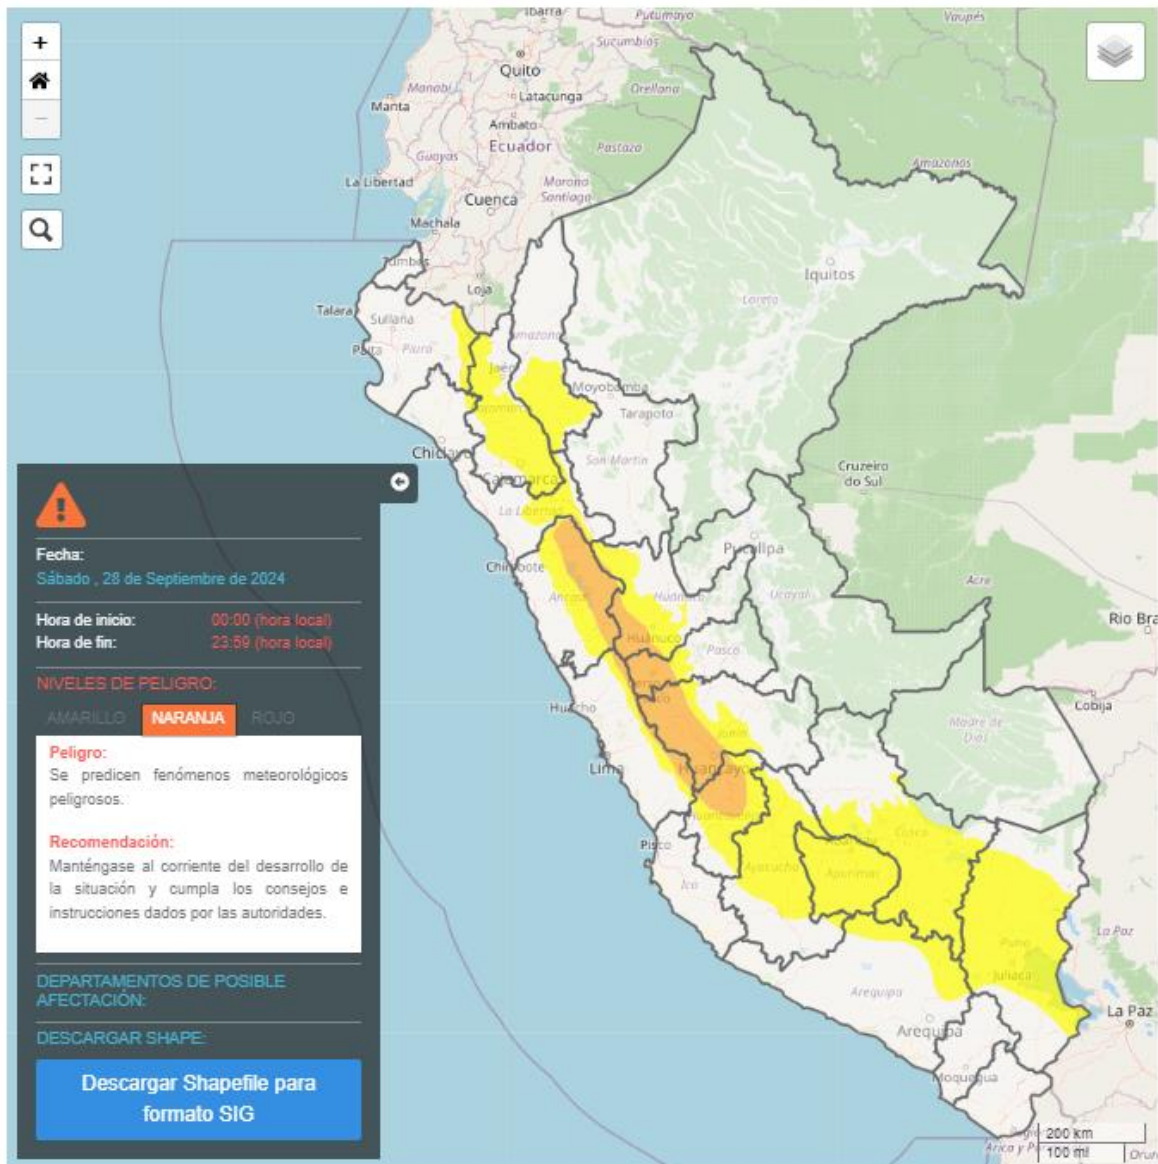 Ibarra
Putumayo
Vaupés
+
Sucumbíos
Quito
Manabí
Latacunga
Orellana
Manta
Ambato
Ecuador
Pastaza
Guayas
Amazonas
La Libertad
Morona
Santiago
Cuenca
Machala
Tumbes
Iquitos
Loja
Loreto
Talara
Sullana
Paita
Piura
Jaén
Moyobamba
Tarapoto
Chiclayo
San Martín
Cruzeiro
do Sul
Cajamarca
La Libertad
Pucallpa
Chimbote
Acre
Ancash
Huánuco
Ucayali
Rio Bra
Huánuco
Pasco
Cobija
Huacho
Junín
Madre de
Dios
Lima
Huancayo
Pisco
Cusco
Ayacucho
Apurímac
Ica
La Paz
Puno
Juliaca
Arequipa
La Paz
Arequipa
Moquegua
200 km
100 mi
Fecha:
Sábado , 28 de Septiembre de 2024
Hora de inicio: 00:00 (hora local)
Hora de fin: 23:59 (hora local)
NIVELES DE PELIGRO:
AMARILLO NARANJA ROJO
Peligro:
Se predicen fenómenos meteorológicos
peligrosos.
Recomendación:
Manténgase al corriente del desarrollo de
la situación y cumpla los consejos e
instrucciones dados por las autoridades.
DEPARTAMENTOS DE POSIBLE
AFECTACIÓN:
DESCARGAR SHAPE:
Descargar Shapefile para
formato SIG